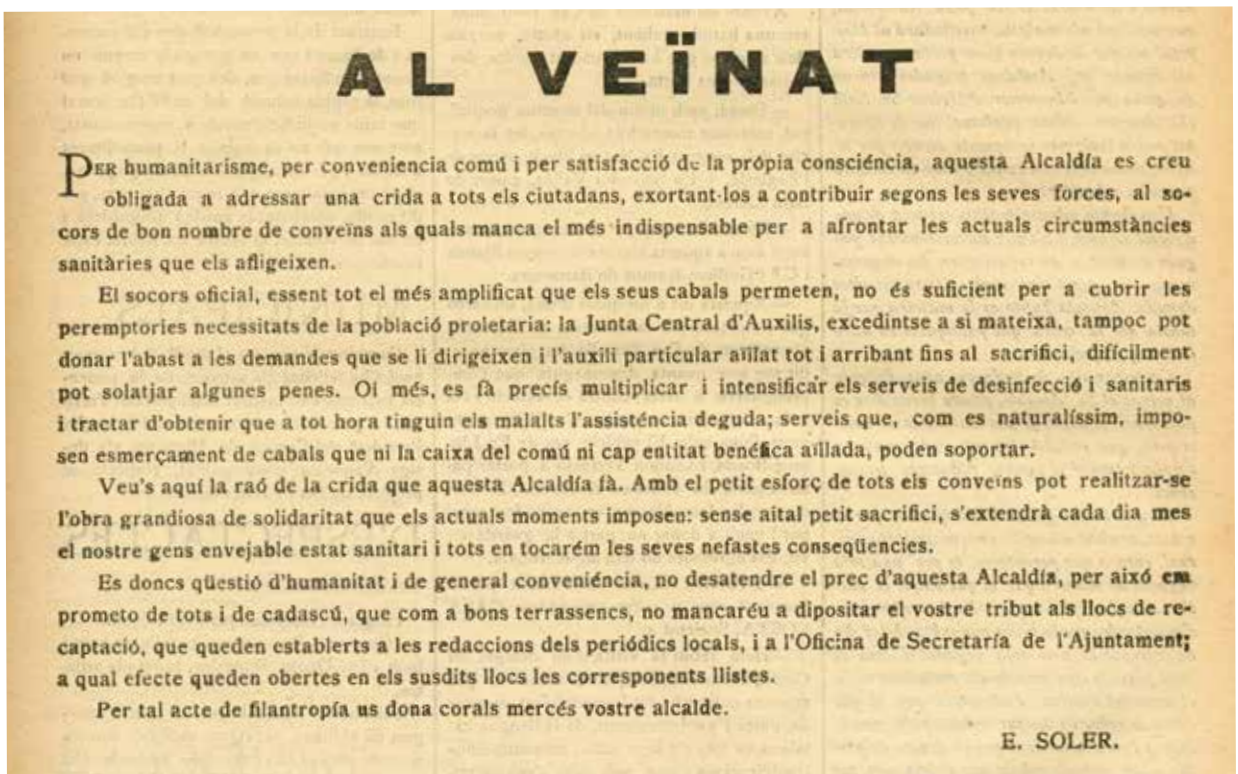 AL VEÏNAT
PER humanitarisme, per conveniencia comú i per satisfacció de la própia consciéncia, aquesta Alcaldía es creu
obligada a adressar una crida a tots els ciutadans, exortant-los a contribuir segons les seves forces, al so-
cors de bon nombre de conveïns als quals manca el més indispensable per a afrontar les actuals circumstàncies
sanitàries que els afligeixen.
El socors oficial, essent tot el més amplificat que els seus cabals permeten, no és suficient per a cubrir les
peremptories necessitats de la població proletaria: la Junta Central d'Auxilis, excedintse a si mateixa, tampoc pot
donar l'abast a les demandes que se li dirigeixen i l'auxili particular aïllat tot i arribant fins al sacrifici, difícilment
pot solatjar algunes penes. Oi més, es fà precís multiplicar i intensificar els serveis de desinfecció i sanitaris
i tractar d'obtenir que a tot hora tinguin els malalts l'assisténcia deguda; serveis que, com es naturalíssim, impo-
sen esmerçament de cabals que ni la caixa del comú ni cap entitat benéfica aïllada, poden soportar.
Veu's aquí la raó de la crida que aquesta Alcaldía fà. Amb el petit esforç de tots els conveïns pot realitzar-se
l'obra grandiosa de solidaritat que els actuals moments imposen: sense aital petit sacrifici, s'extendrà cada dia mes
el nostre gens envejable estat sanitari i tots en tocarém les seves nefastes conseqüencies.
Es doncs qüestió d'humanitat i de general conveniéncia, no desatendre el prec d'aquesta Alcaldía, per aixó em
prometo de tots i de cadascú, que com a bons terrassencs, no mancaréu a dipositar el vostre tribut als llocs de re-
captació, que queden establerts a les redaccions dels periódics locals, i a l'Oficina de Secretaría de l'Ajuntament;
a qual efecte queden obertes en els susdits llocs les corresponents llistes.
Per tal acte de filantropía us dona corals mercés vostre alcalde.
E. SOLER.